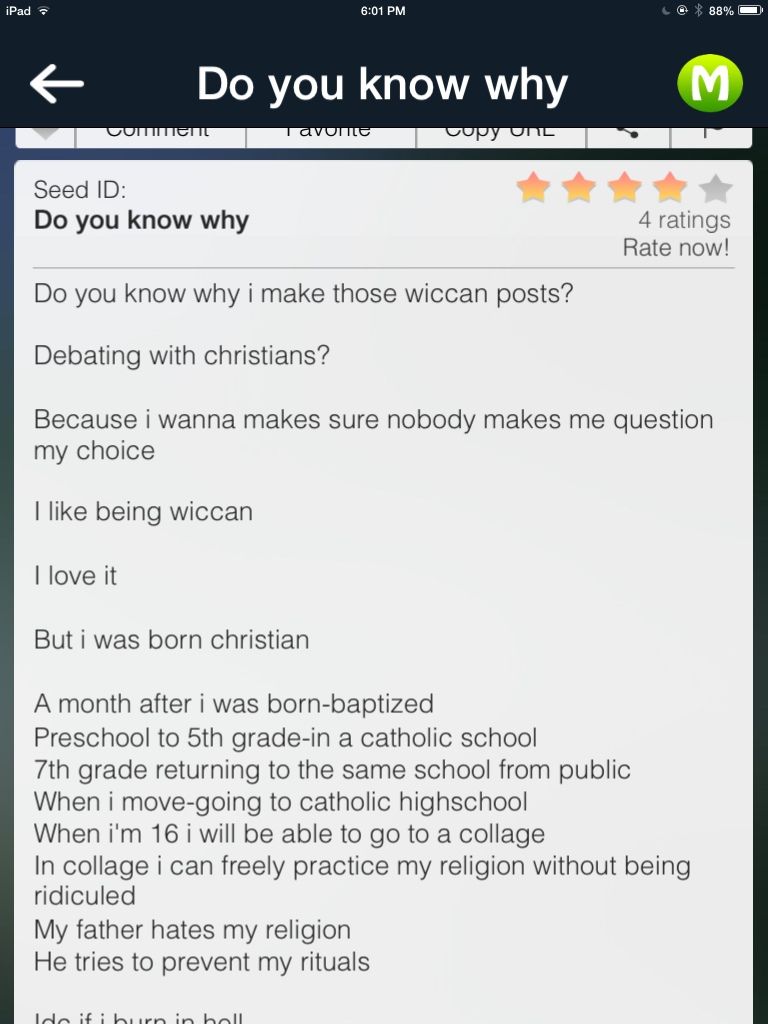 iPad 6:01 PM 88%
Do you know why M
Comment Favorite Copy URL
Seed ID:
Do you know why
4 ratings
Rate now!
Do you know why i make those wiccan posts?
Debating with christians?
Because i wanna makes sure nobody makes me question
my choice
I like being wiccan
I love it
But i was born christian
A month after i was born-baptized
Preschool to 5th grade-in a catholic school
7th grade returning to the same school from public
When i move-going to catholic highschool
When i'm 16 i will be able to go to a collage
In collage i can freely practice my religion without being
ridiculed
My father hates my religion
He tries to prevent my rituals
Idc if i burn in hell